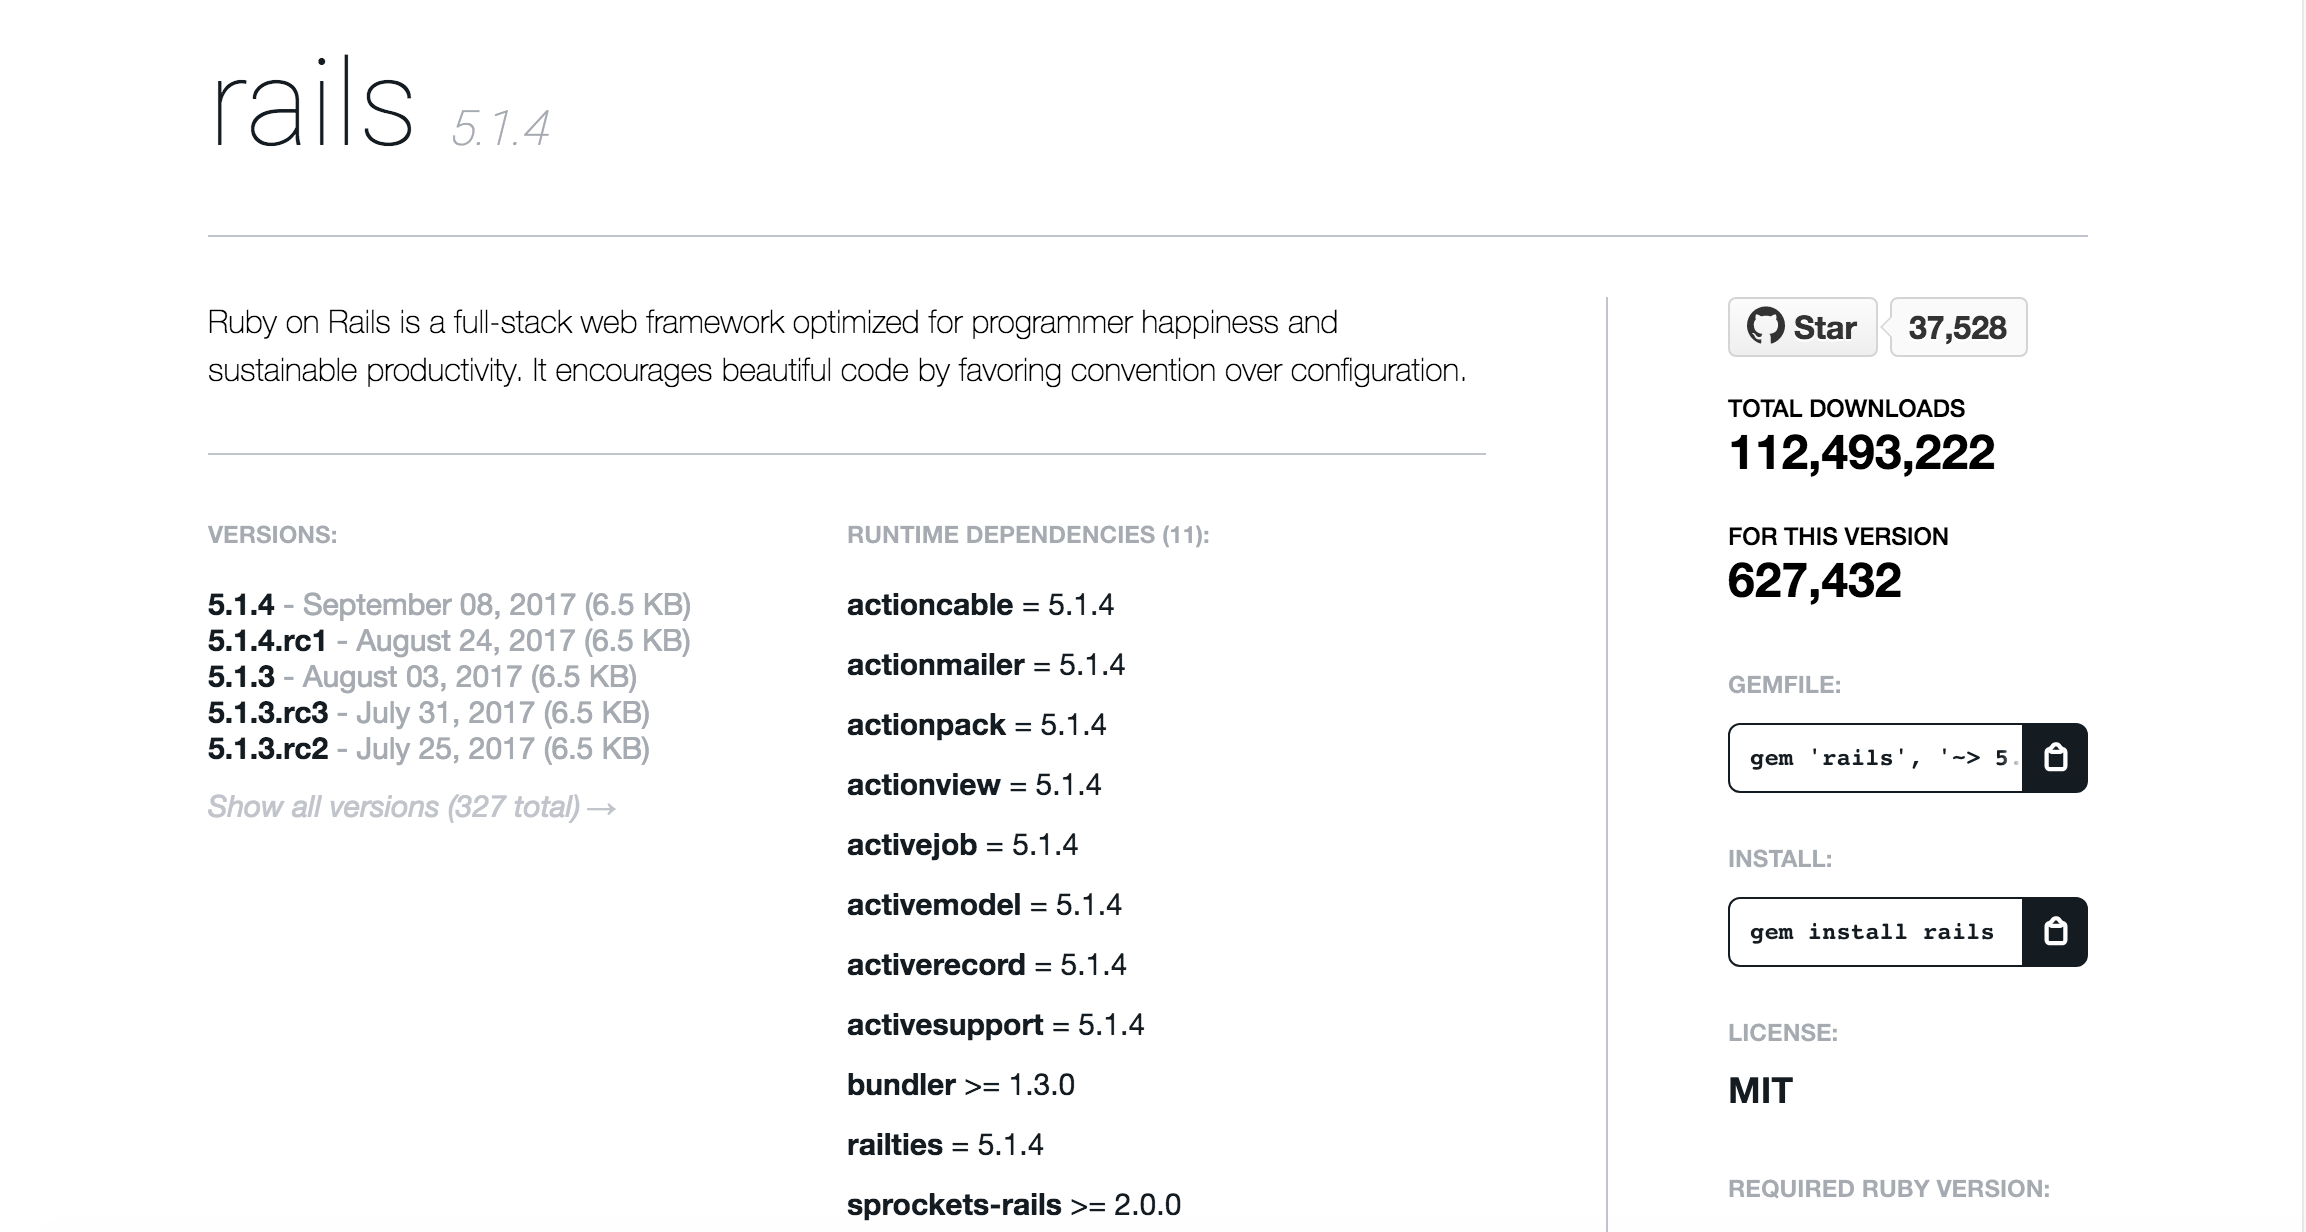 rails 5.1.4
Ruby on Rails is a full-stack web framework optimized for programmer happiness and
sustainable productivity. It encourages beautiful code by favoring convention over configuration.
VERSIONS:
5.1.4 - September 08, 2017 (6.5 KB)
5.1.4.rc1 - August 24, 2017 (6.5 KB)
5.1.3 - August 03, 2017 (6.5 KB)
5.1.3.rc3 - July 31, 2017 (6.5 KB)
5.1.3.rc2 - July 25, 2017 (6.5 KB)
Show all versions (327 total) →
RUNTIME DEPENDENCIES (11):
actioncable = 5.1.4
actionmailer = 5.1.4
actionpack = 5.1.4
actionview = 5.1.4
activejob = 5.1.4
activemodel = 5.1.4
activerecord = 5.1.4
activesupport = 5.1.4
bundler >= 1.3.0
railties = 5.1.4
sprockets-rails >= 2.0.0
Star 37,528
TOTAL DOWNLOADS
112,493,222
FOR THIS VERSION
627,432
GEMFILE:
gem 'rails', '~> 5.
INSTALL:
gem install rails
LICENSE:
MIT
REQUIRED RUBY VERSION: